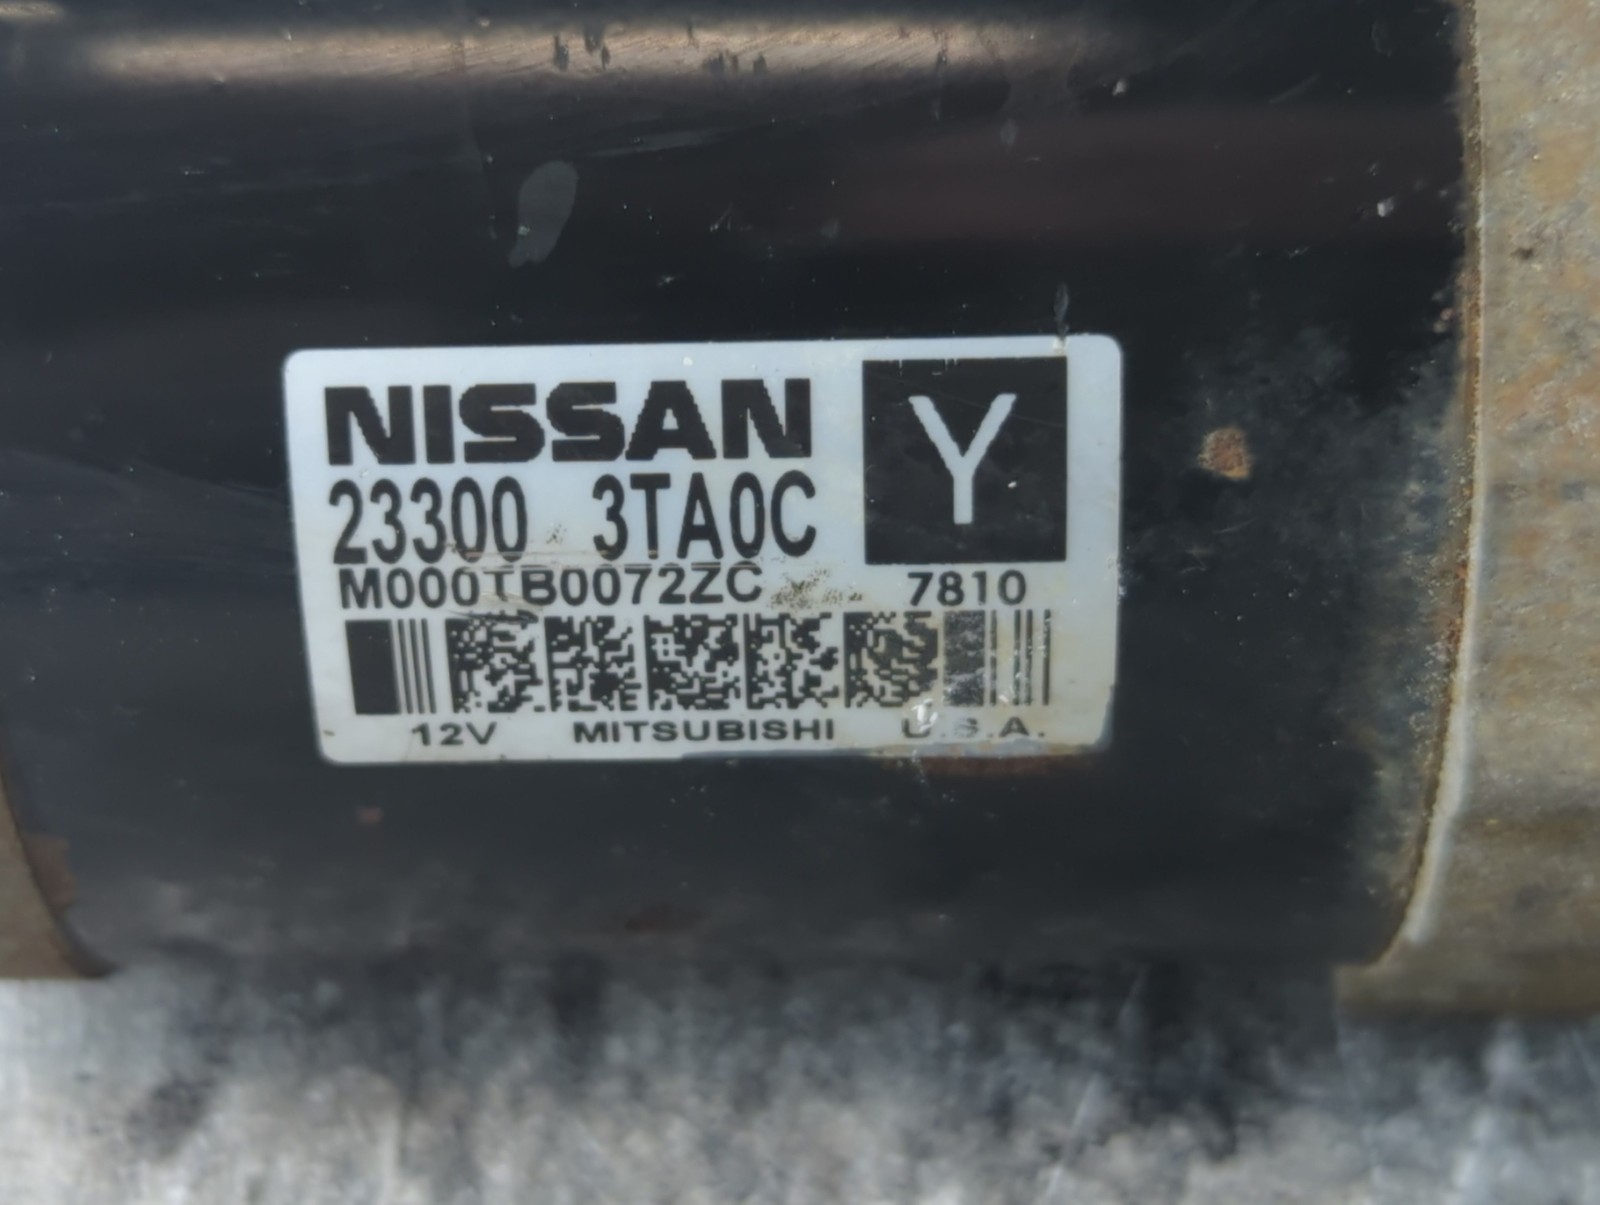 NISSAN
Y
23300 3TA0C
M000TB0072ZC 7810
12V MITSUBISHI U.S.A.